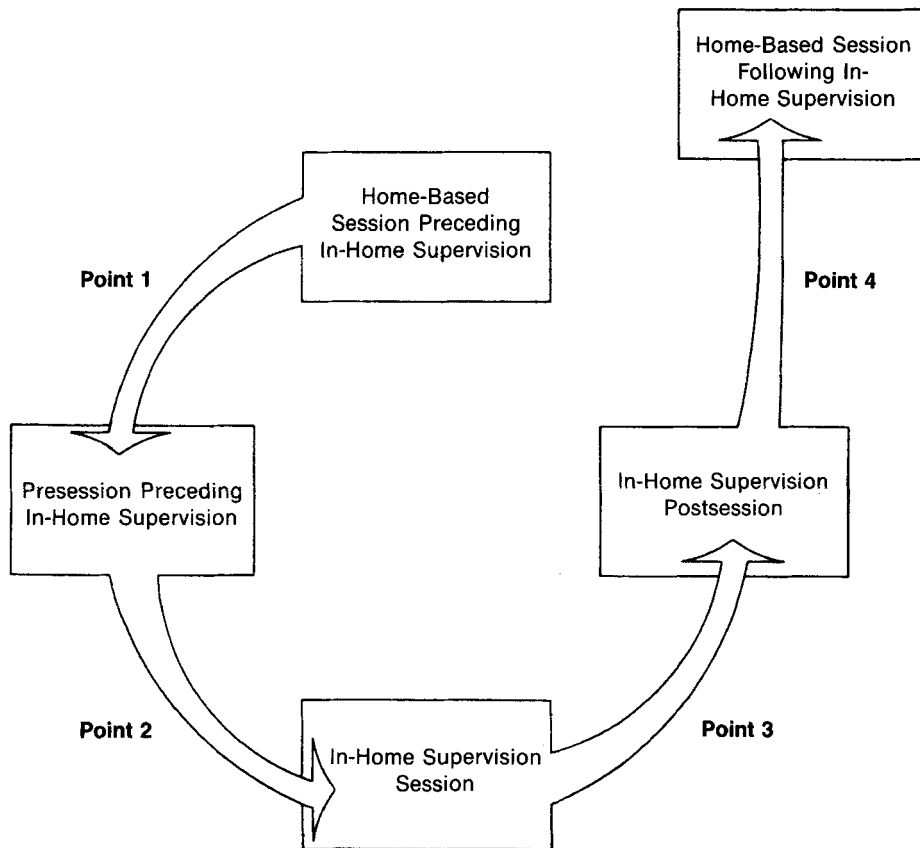 Home-Based Session
Following In-
Home Supervision
Home-Based
Session Preceding
In-Home Supervision
Point 1
Point 4
Presession Preceding
In-Home Supervision
In-Home Supervision
Postsession
Point 2
Point 3
In-Home Supervision
Session